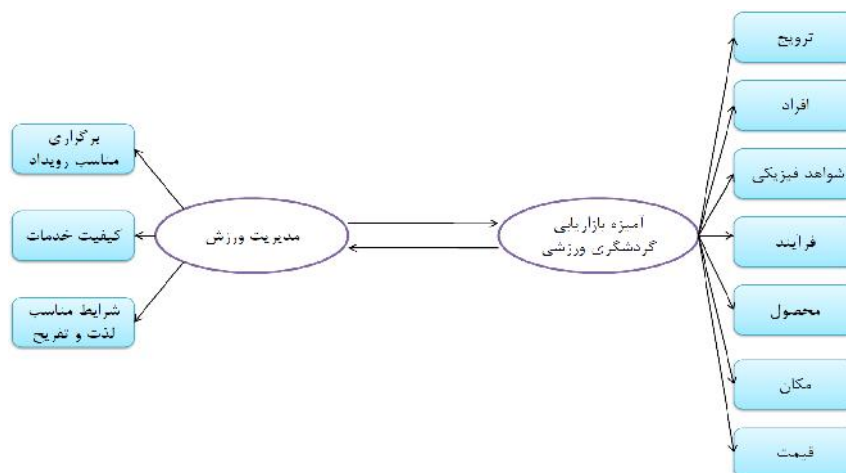 ترویج
افراد
شواهد فیزیکی
فرآیند
محصول
مکان
قیمت
آمیزه بازاریابی
گردشگری ورزشی
مدیریت ورزش
برگزاری
مناسب رویداد
کیفیت خدمات
شرایط مناسب
لذت و تفریح